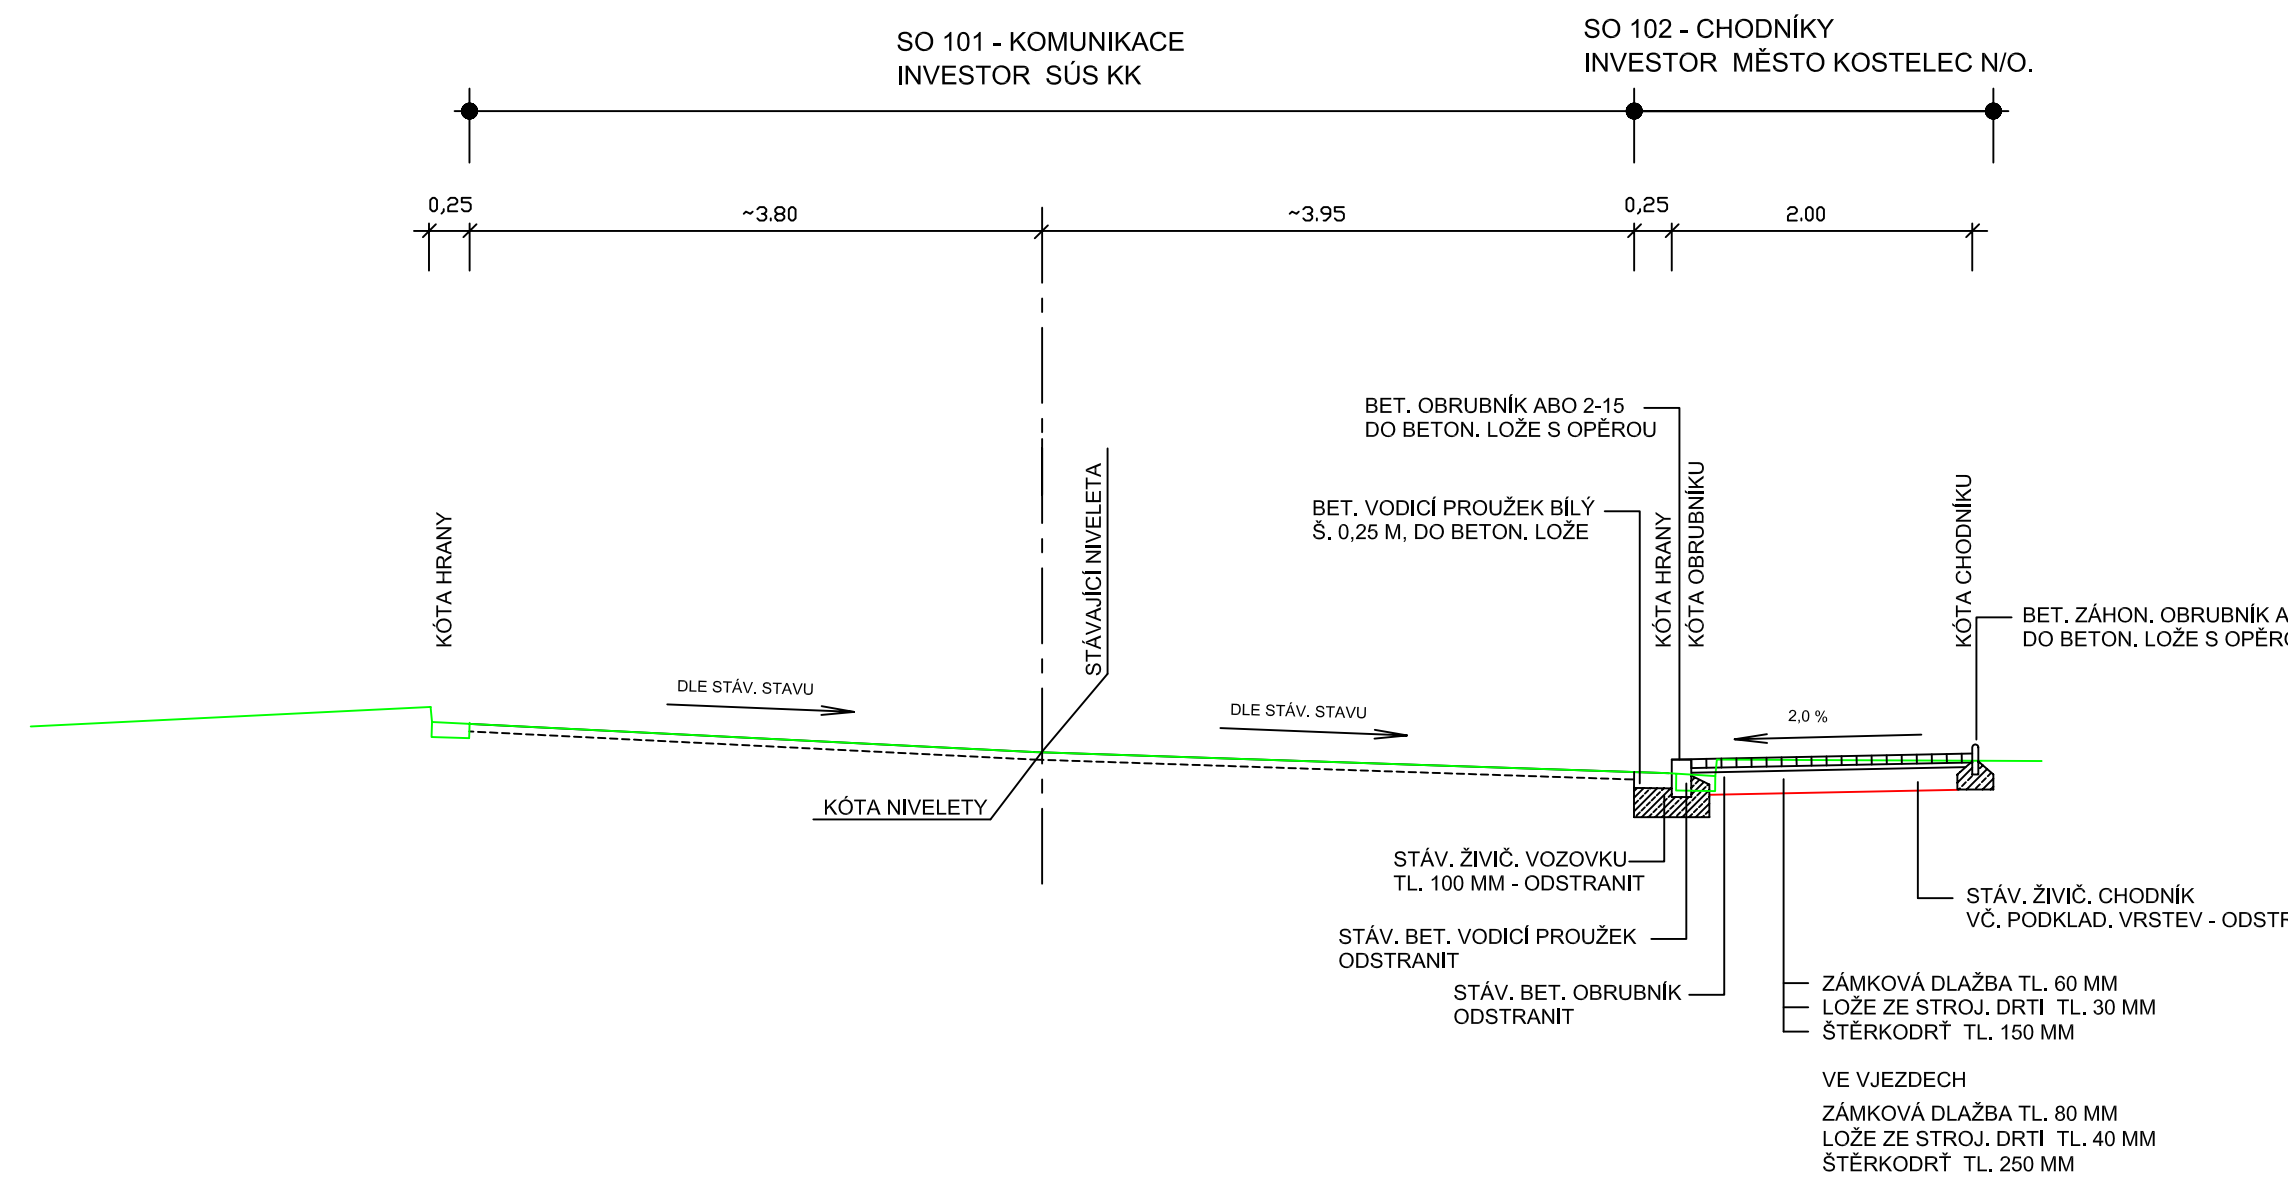 SO 101 - KOMUNIKACE
INVESTOR  SÚS KK
SO 102 - CHODNÍKY
INVESTOR  MĚSTO KOSTELEC N/O.
0,25
~3.80
~3.95
0,25
2.00
BET. OBRUBNÍK ABO 2-15
DO BETON. LOŽE S OPĚROU
BET. VODICÍ PROUŽEK BÍLÝ
Š. 0,25 M, DO BETON. LOŽE
KÓTA HRANY
STÁVAJÍCÍ NIVELETA
KÓTA HRANY
KÓTA OBRUBNÍKU
KÓTA CHODNÍKU
BET. ZÁHON. OBRUBNÍK
DO BETON. LOŽE S
DLE STÁV. STAVU
DLE STÁV. STAVU
2,0 %
KÓTA NIVELETY
STÁV. ŽIVIČ. VOZOVKU
TL. 100 MM - ODSTRANIT
STÁV. BET. VODICÍ PROUŽEK
ODSTRANIT
STÁV. BET. OBRUBNÍK
ODSTRANIT
STÁV. ŽIVIČ. CHODNÍK
VČ. PODKLAD. VRSTEV -
ZÁMKOVÁ DLAŽBA TL. 60 MM
LOŽE ZE STROJ. DRTI  TL. 30 MM
ŠTĚRKODRŤ  TL. 150 MM
VE VJEZDECH
ZÁMKOVÁ DLAŽBA TL. 80 MM
LOŽE ZE STROJ. DRTI  TL. 40 MM
ŠTĚRKODRŤ  TL. 250 MM